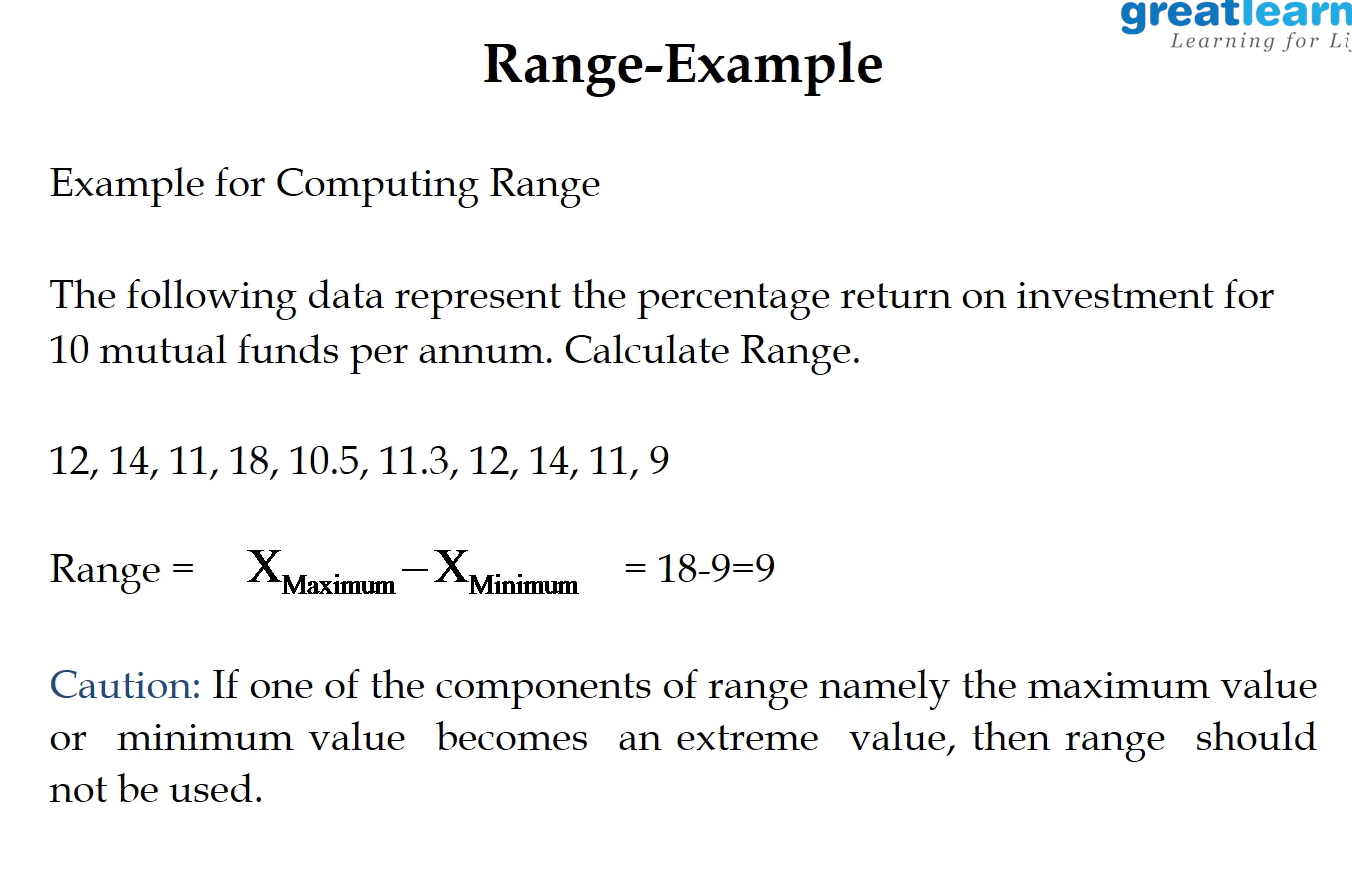 greatlearn
Learning for Li
Range-Example
Example for Computing Range
The following data represent the percentage return on investment for
10 mutual funds per annum. Calculate Range.
12, 14, 11, 18, 10.5, 11.3, 12, 14, 11, 9
Range = X Maximum – X Minimum = 18-9=9
Caution: If one of the components of range namely the maximum value
or minimum value becomes an extreme value, then range should
not be used.